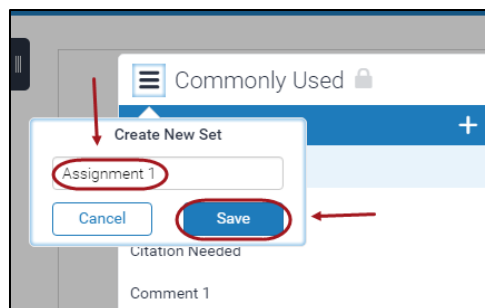 Commonly Used
+
Create New Set
Assignment 1
Cancel
Save
Citation Needed
Comment 1